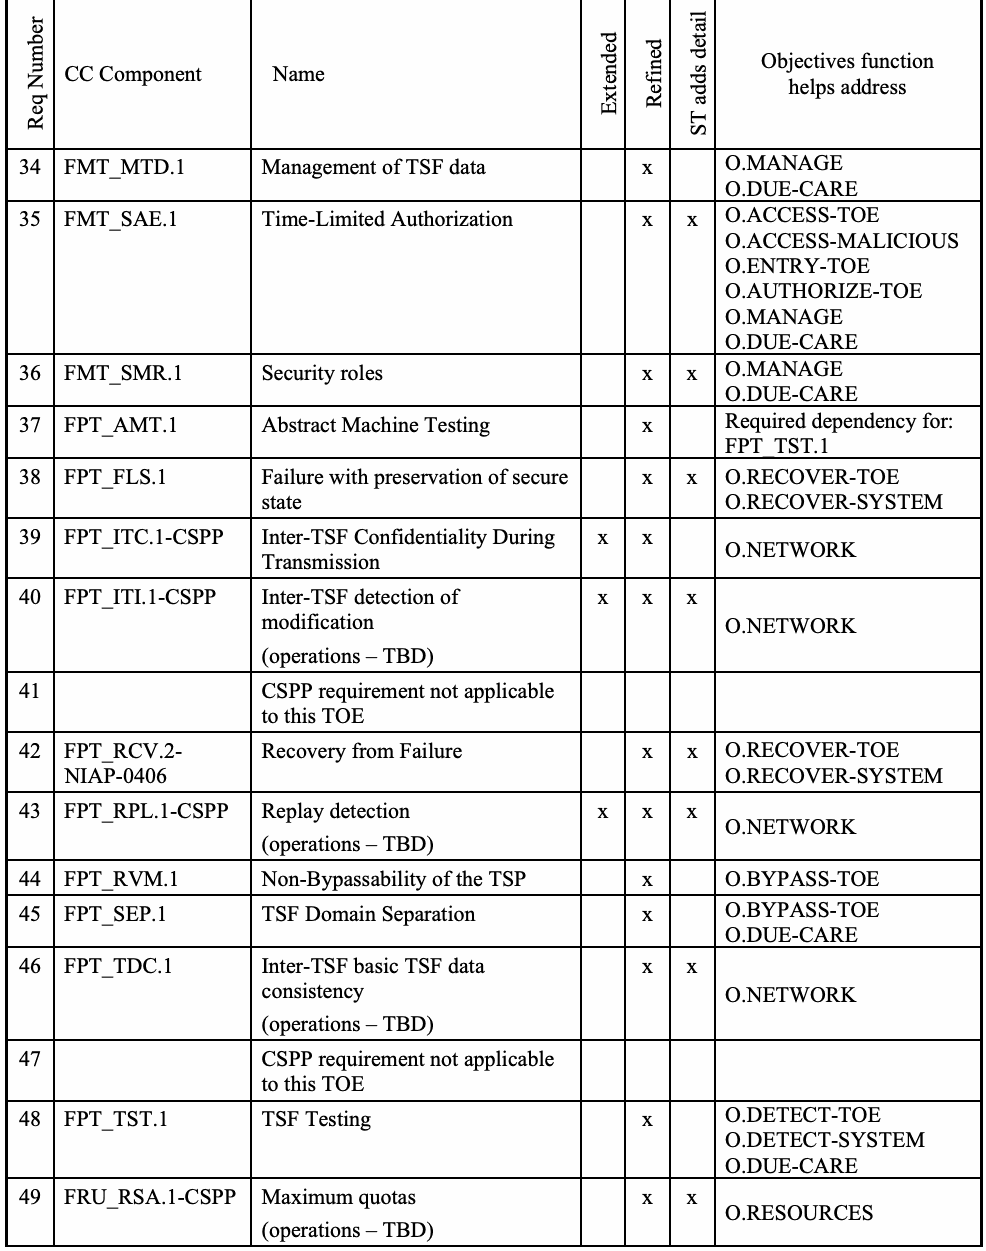 Req Number
CC Component
Name
Extended
Refined
ST adds detail
Objectives function
helps address
34
FMT_MTD.1
Management of TSF data
x
O.MANAGE
O.DUE-CARE
35
FMT_SAE.1
Time-Limited Authorization
x
x
O.ACCESS-TOE
O.ACCESS-MALICIOUS
O.ENTRY-TOE
O.AUTHORIZE-TOE
O.MANAGE
O.DUE-CARE
36
FMT_SMR.1
Security roles
x
x
O.MANAGE
O.DUE-CARE
37
FPT_AMT.1
Abstract Machine Testing
x
Required dependency for:
FPT_TST.1
38
FPT_FLS.1
Failure with preservation of secure
state
x
x
O.RECOVER-TOE
O.RECOVER-SYSTEM
39
FPT_ITC.1-CSPP
Inter-TSF Confidentiality During
Transmission
x
x
O.NETWORK
40
FPT_ITI.1-CSPP
Inter-TSF detection of
modification
(operations – TBD)
x
x
x
O.NETWORK
41
CSPP requirement not applicable
to this TOE
42
FPT_RCV.2-
NIAP-0406
Recovery from Failure
x
x
O.RECOVER-TOE
O.RECOVER-SYSTEM
43
FPT_RPL.1-CSPP
Replay detection
(operations – TBD)
x
x
x
O.NETWORK
44
FPT_RVM.1
Non-Bypassability of the TSP
x
O.BYPASS-TOE
45
FPT_SEP.1
TSF Domain Separation
x
O.BYPASS-TOE
O.DUE-CARE
46
FPT_TDC.1
Inter-TSF basic TSF data
consistency
(operations – TBD)
x
x
O.NETWORK
47
CSPP requirement not applicable
to this TOE
48
FPT_TST.1
TSF Testing
x
O.DETECT-TOE
O.DETECT-SYSTEM
O.DUE-CARE
49
FRU_RSA.1-CSPP
Maximum quotas
(operations – TBD)
x
x
O.RESOURCES